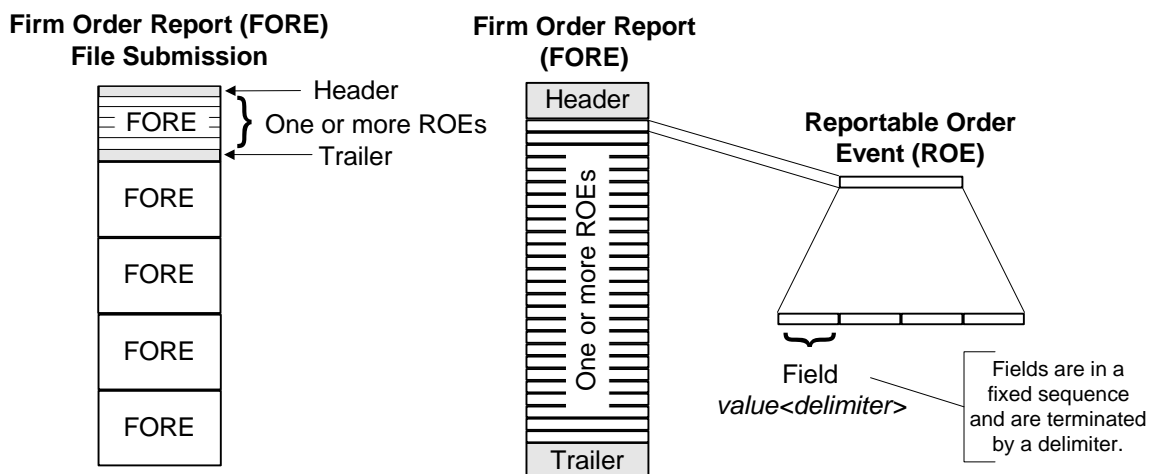 Firm Order Report (FORE)
File Submission
Header
FORE
One or more ROEs
Trailer
FORE
FORE
FORE
FORE
Firm Order Report
(FORE)
Header
One or more ROEs
Trailer
Reportable Order
Event (ROE)
Field
value<delimiter>
Fields are in a
fixed sequence
and are terminated
by a delimiter.